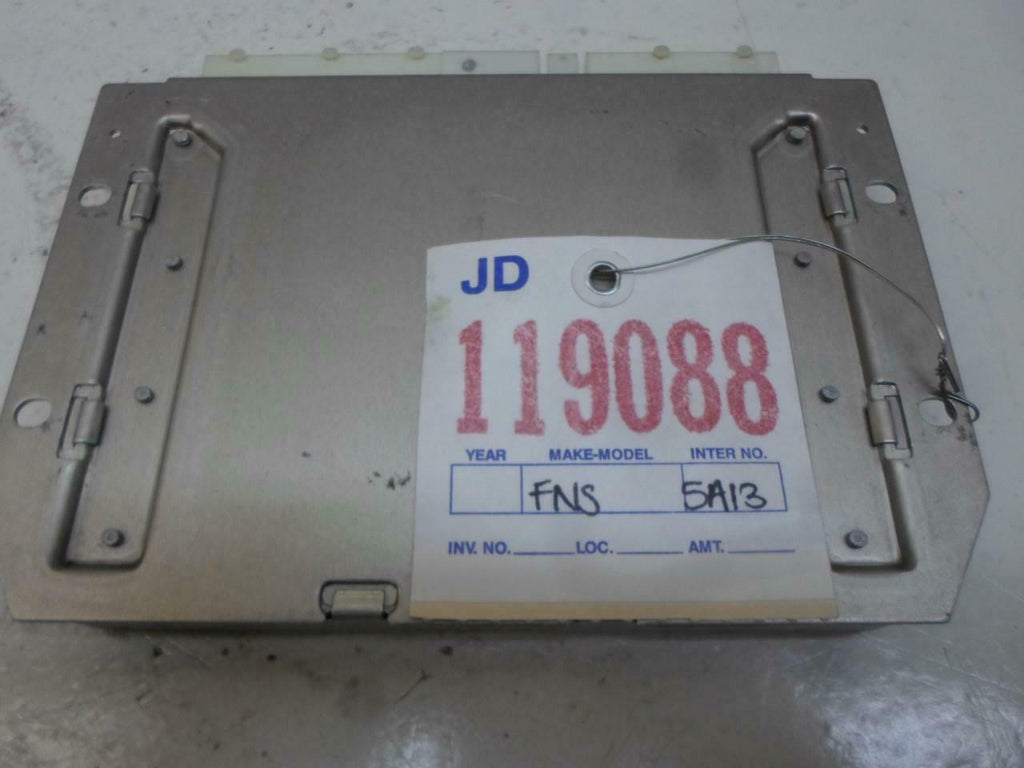 JD
119088
YEAR MAKE-MODEL INTER NO.
FNS 5A13
INV. NO. LOC. AMT.